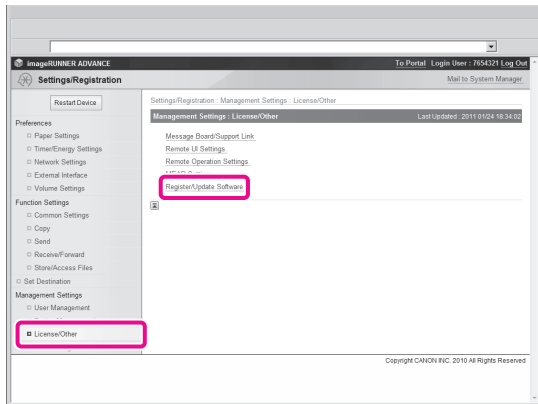 imageRUNNER ADVANCE
To Portal Login User : 7654321 Log Out
Settings/Registration
Mail to System Manager
Restart Device
Settings/Registration : Management Settings : License/Other
Management Settings : License/Other
Last Updated : 2011 01/24 18:34:02
Preferences
Paper Settings
Timer/Energy Settings
Network Settings
External Interface
Volume Settings
Function Settings
Common Settings
Copy
Send
Receive/Forward
Store/Access Files
Set Destination
Management Settings
User Management
License/Other
Message Board/Support Link
Remote UI Settings
Remote Operation Settings
Register/Update Software
Copyright CANON INC. 2010 All Rights Reserved